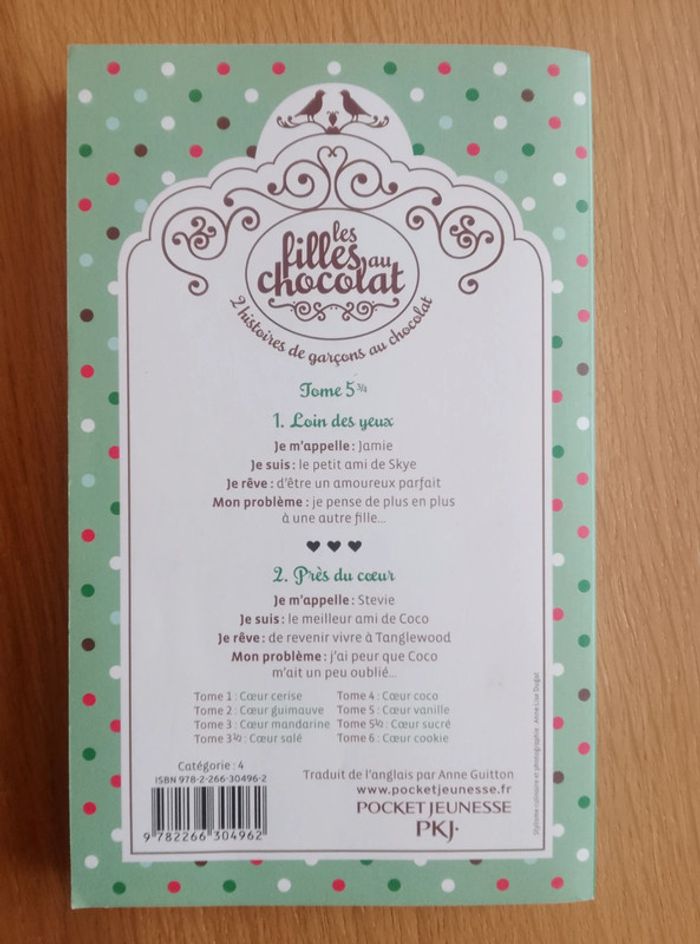 les
filles au
chocolat
2 histoires de garçons au chocolat
Tome 5 3/4
1. Loin des yeux
Je m'appelle : Jamie
Je suis : le petit ami de Skye
Je rêve : d'être un amoureux parfait
Mon problème : je pense de plus en plus
à une autre fille...
2. Près du cœur
Je m'appelle : Stevie
Je suis : le meilleur ami de Coco
Je rêve : de revenir vivre à Tanglewood
Mon problème : j'ai peur que Coco
m'ait un peu oublié...
Tome 1 : Cœur cerise
Tome 2 : Cœur guimauve
Tome 3 : Cœur mandarine
Tome 3 1/2 : Cœur salé
Tome 4 : Cœur coco
Tome 5 : Cœur vanille
Tome 5 1/2 : Cœur sucré
Tome 6 : Cœur cookie
Catégorie : 4
ISBN 978-2-266-30496-2
9 782266 304962
Traduit de l'anglais par Anne Guitton
www.pocketjeunesse.fr
POCKET JEUNESSE
PKJ·
Stylisme culinaire et photographie : Anne Lise Dugat